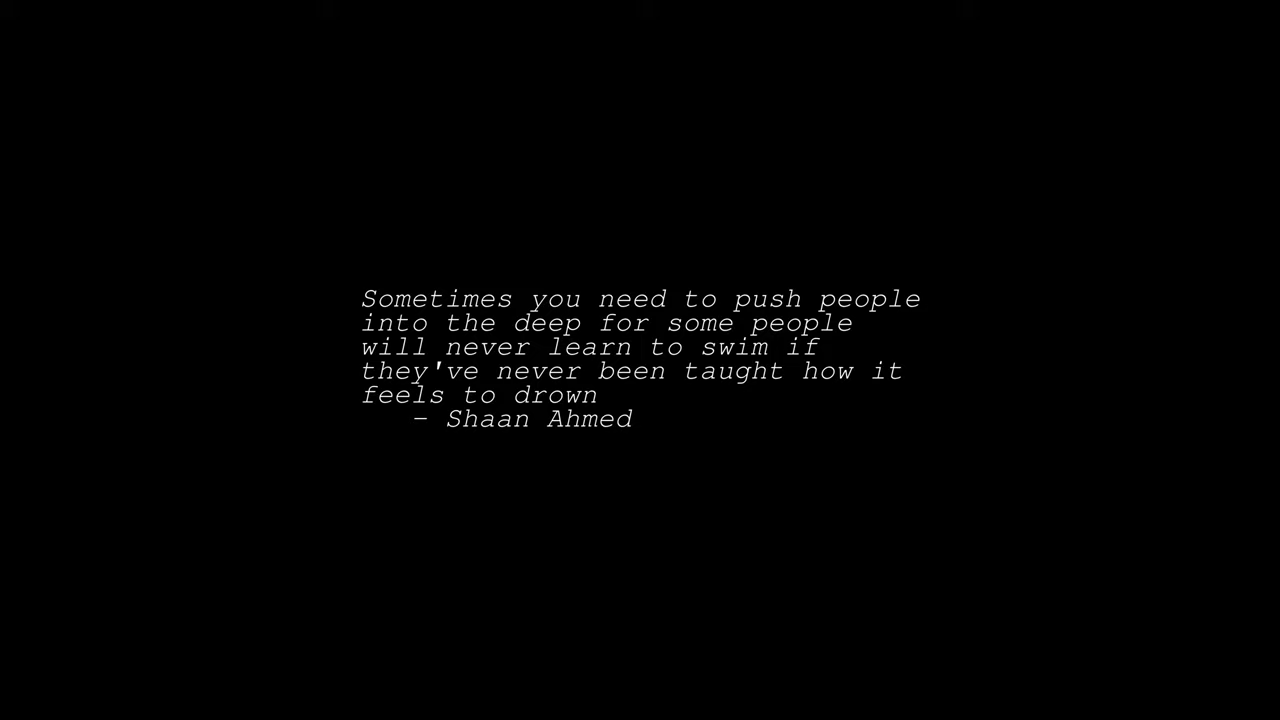 Sometimes you need to push people
into the deep for some people
will never learn to swim if
they've never been taught how it
feels to drown
– Shaan Ahmed